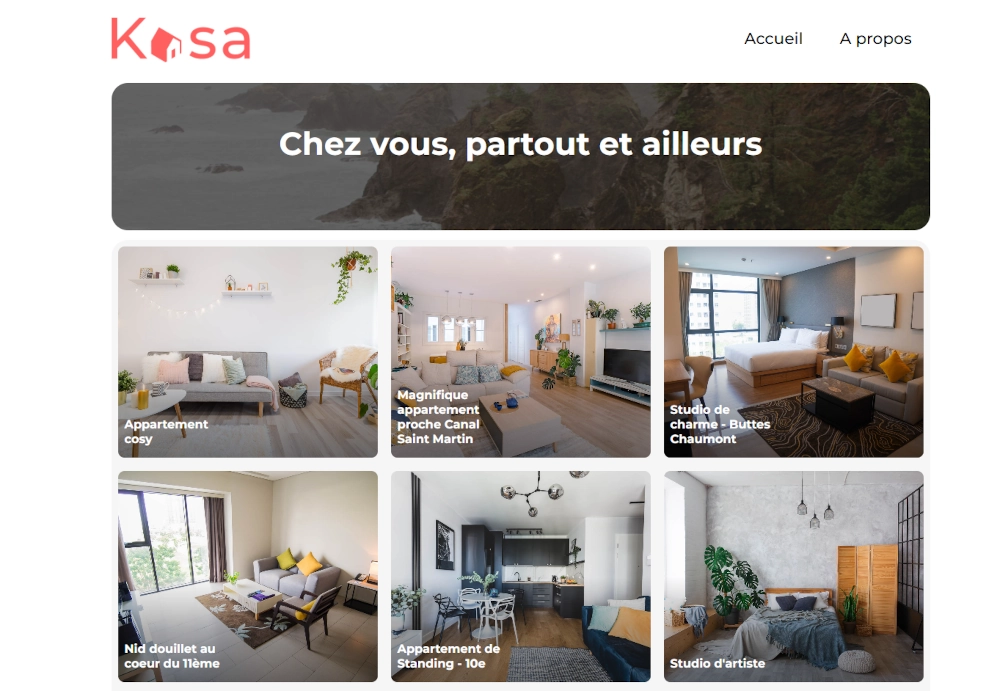 Kasa
Accueil
A propos
Chez vous, partout et ailleurs
Appartement
cosy
Magnifique
appartement
proche Canal
Saint Martin
Studio de
charme - Buttes
Chaumont
Nid douillet au
coeur du 11ème
Appartement de
Standing - 10e
Studio d'artiste